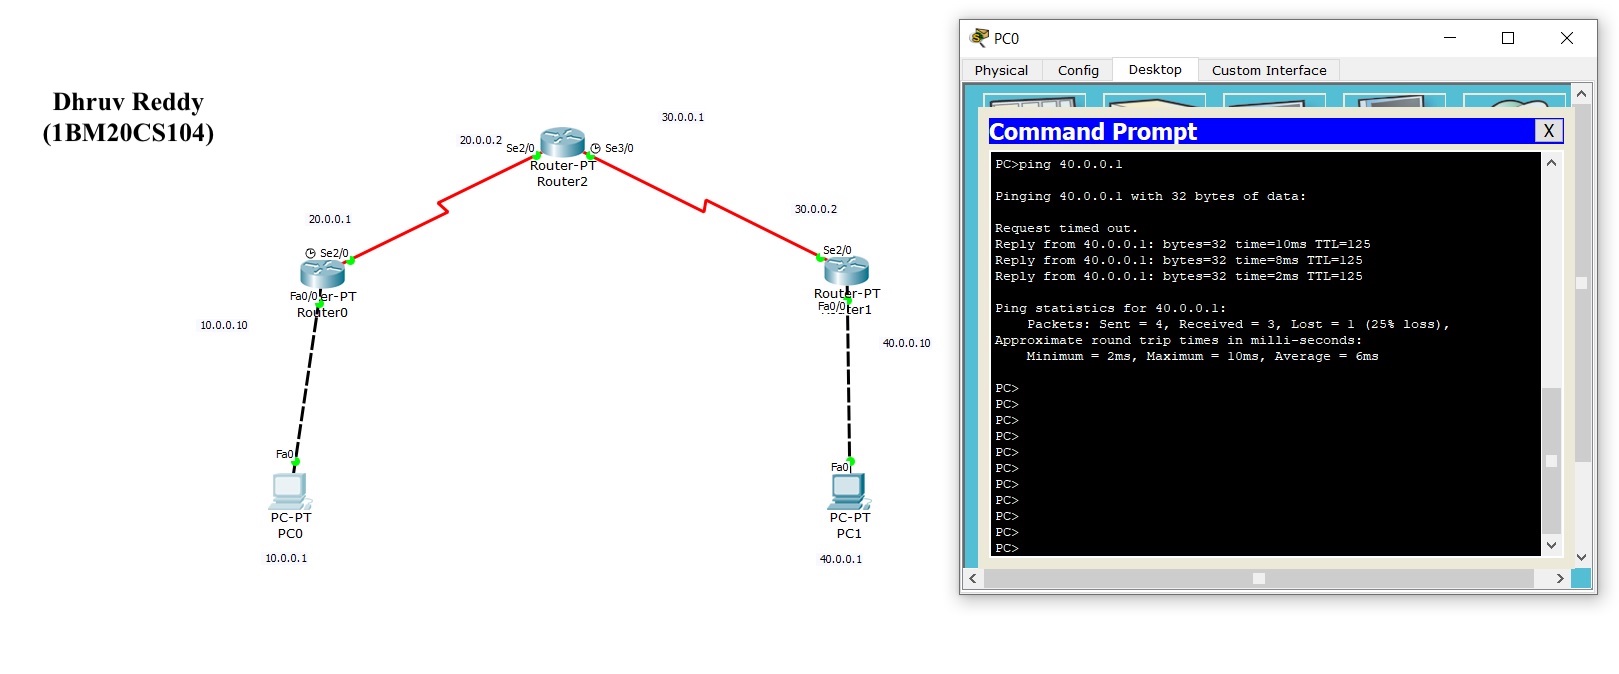 Dhruv Reddy
(1BM20CS104)
30.0.0.1
20.0.0.2
Se2/0
Se3/0
Router-PT
Router2
20.0.0.1
30.0.0.2
Se2/0
Se2/0
Fa0/0
er-PT
Router0
Router-PT
Fa0/0
ter1
10.0.0.10
40.0.0.10
Fa0
Fa0
PC-PT
PC0
PC-PT
PC1
10.0.0.1
40.0.0.1
PC0
Physical
Config
Desktop
Custom Interface
Command Prompt
X
PC>ping 40.0.0.1
Pinging 40.0.0.1 with 32 bytes of data:
Request timed out.
Reply from 40.0.0.1: bytes=32 time=10ms TTL=125
Reply from 40.0.0.1: bytes=32 time=8ms TTL=125
Reply from 40.0.0.1: bytes=32 time=2ms TTL=125
Ping statistics for 40.0.0.1:
Packets: Sent = 4, Received = 3, Lost = 1 (25% loss),
Approximate round trip times in milli-seconds:
Minimum = 2ms, Maximum = 10ms, Average = 6ms
PC>
PC>
PC>
PC>
PC>
PC>
PC>
PC>
PC>
PC>
PC>